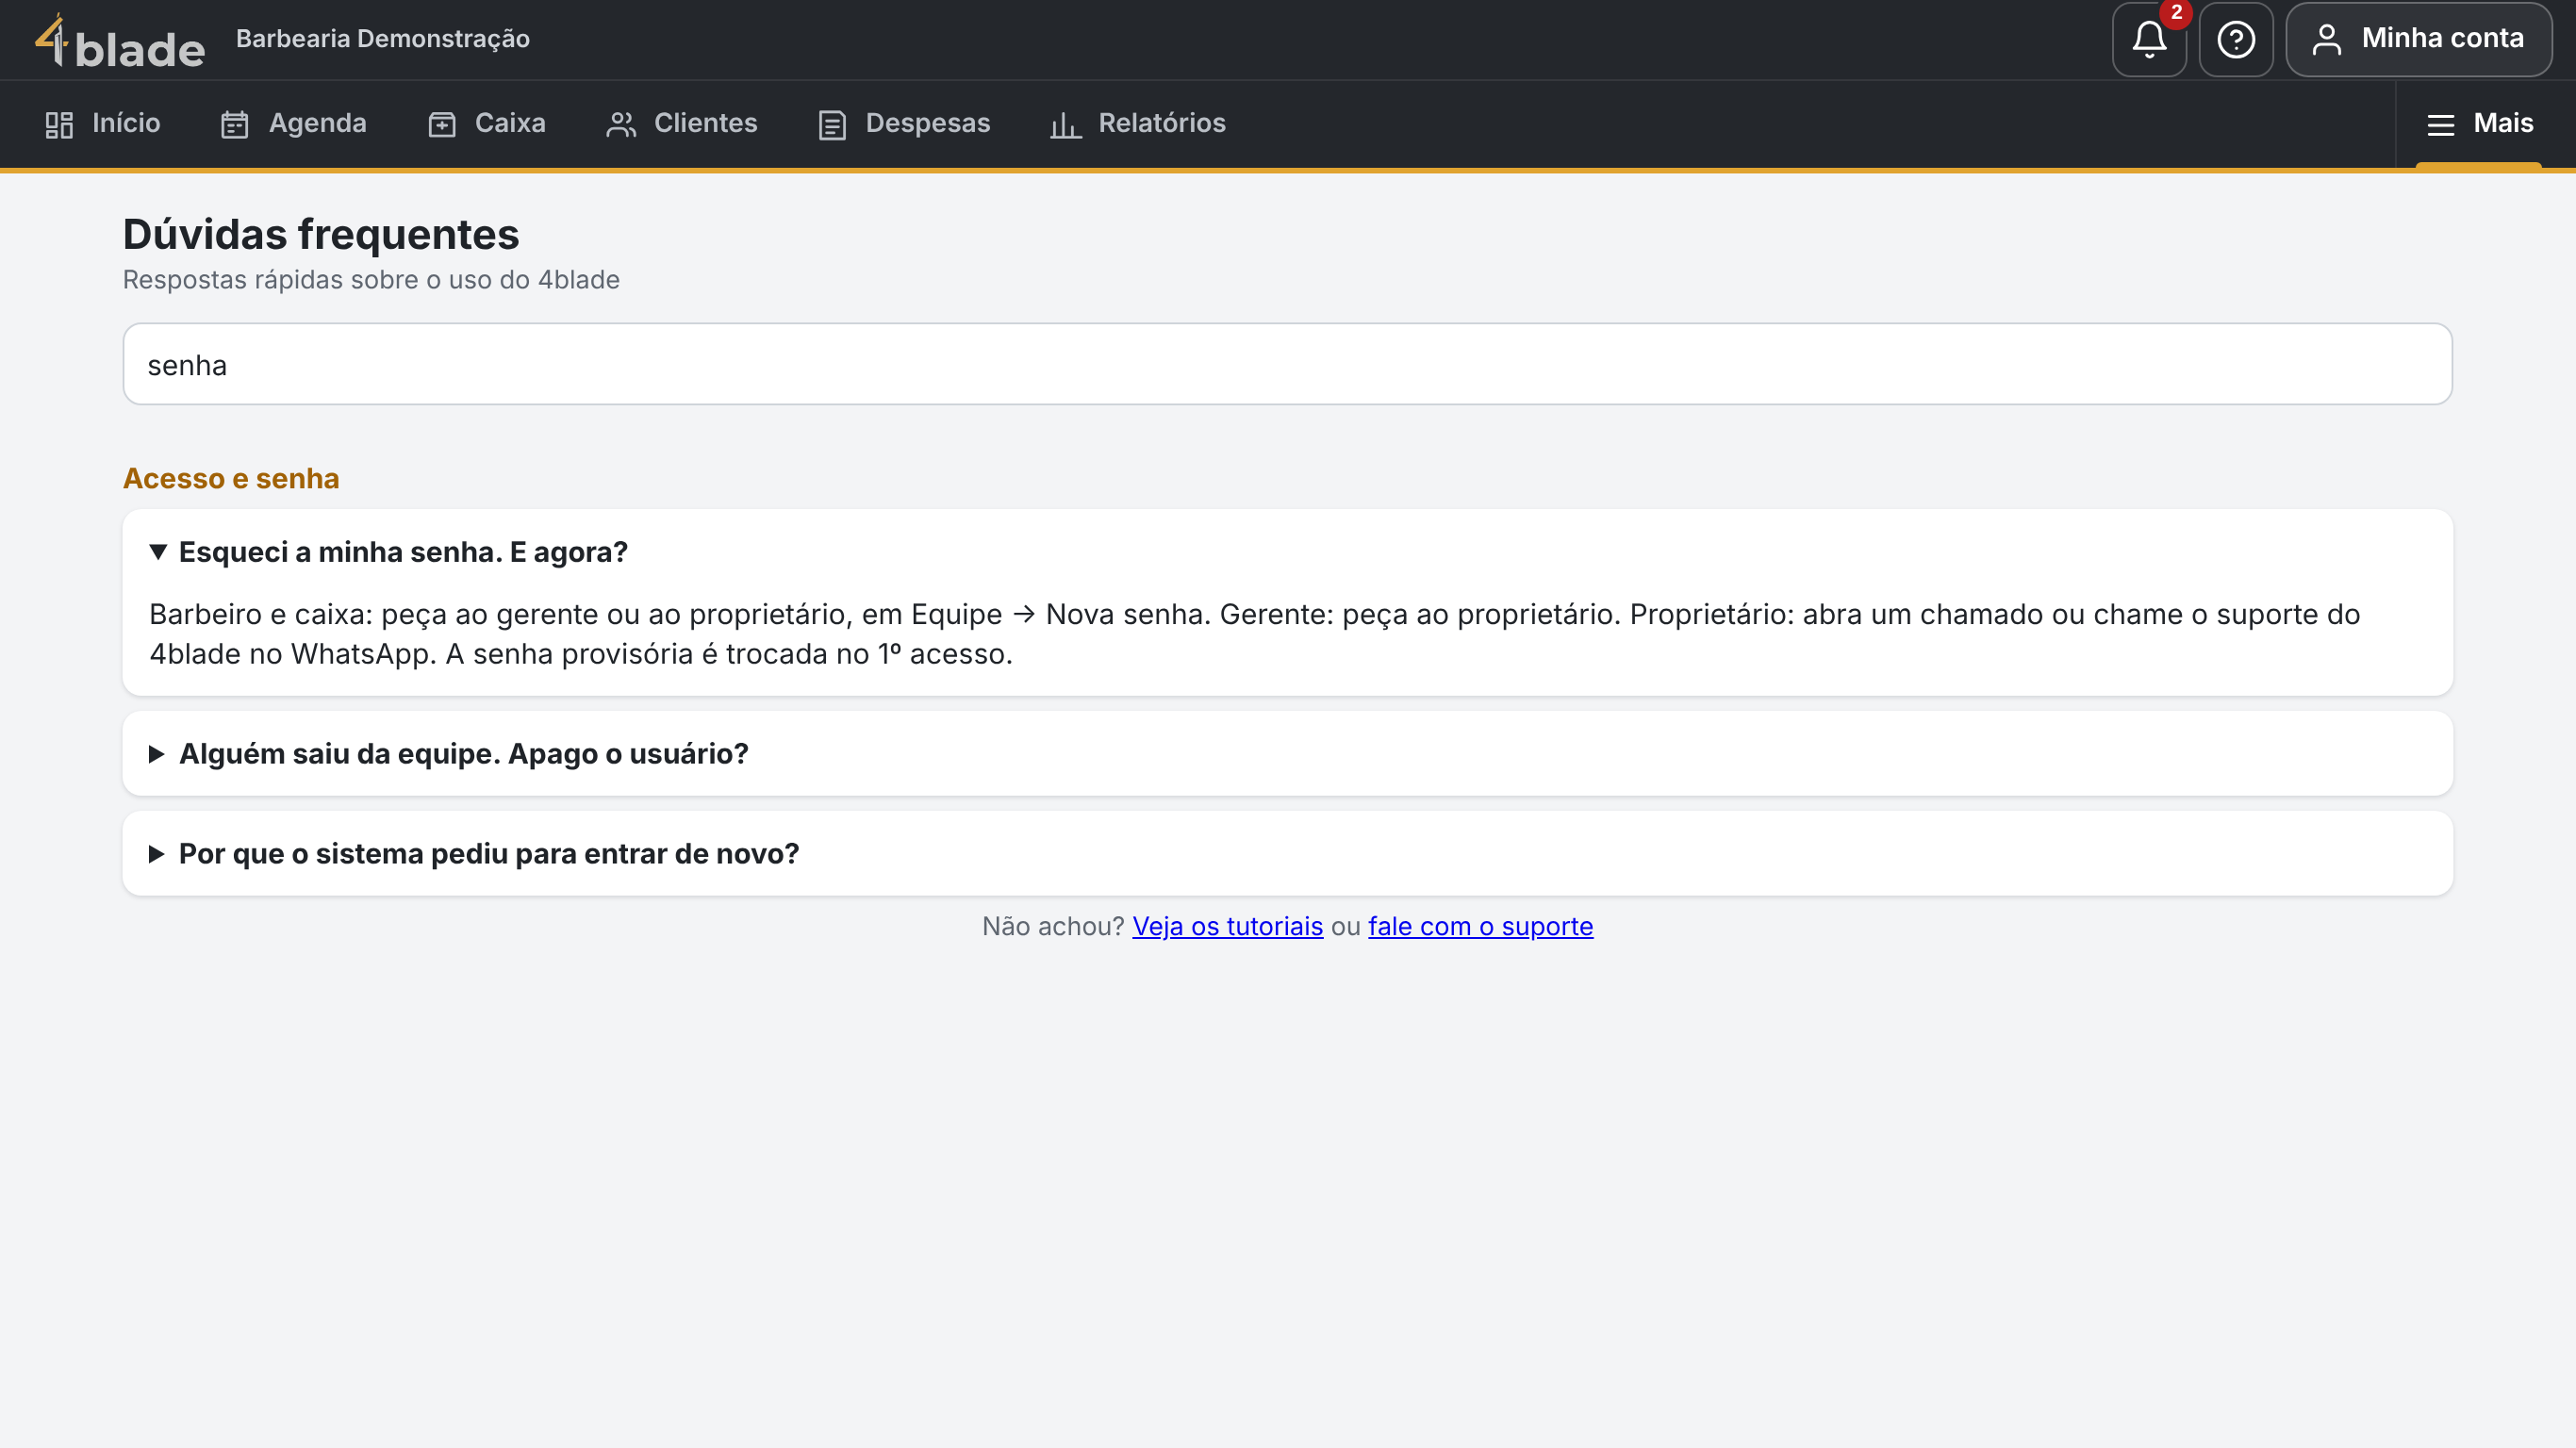 4blade
Barbearia Demonstração
2
Minha conta
Início
Agenda
Caixa
Clientes
Despesas
Relatórios
Mais
Dúvidas frequentes
Respostas rápidas sobre o uso do 4blade
senha
Acesso e senha
▼ Esqueci a minha senha. E agora?
Barbeiro e caixa: peça ao gerente ou ao proprietário, em Equipe → Nova senha. Gerente: peça ao proprietário. Proprietário: abra um chamado ou chame o suporte do
4blade no WhatsApp. A senha provisória é trocada no 1º acesso.
▶ Alguém saiu da equipe. Apago o usuário?
▶ Por que o sistema pediu para entrar de novo?
Não achou? Veja os tutoriais ou fale com o suporte